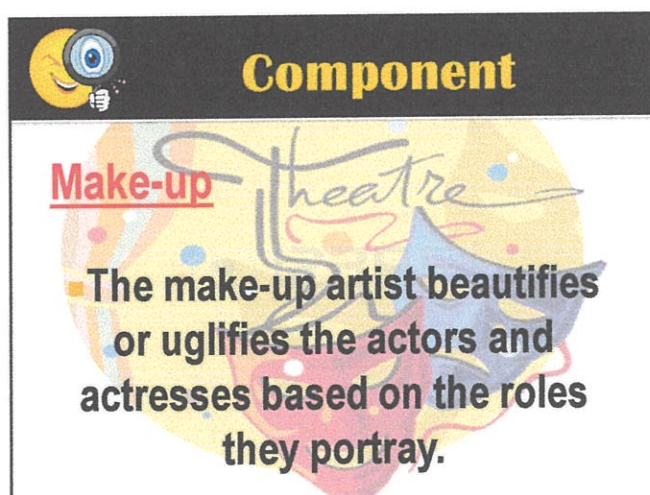 Component
Make-up
Theatre
The make-up artist beautifies
or uglifies the actors and
actresses based on the roles
they portray.